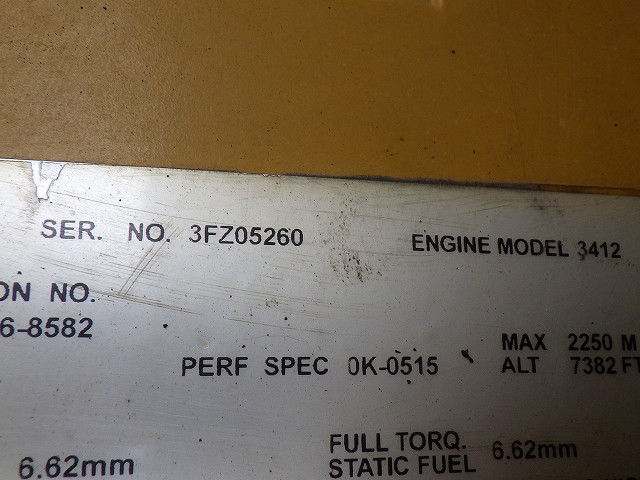 SER. NO. 3FZ05260 ENGINE MODEL 3412
ON NO.
6-8582
MAX 2250 M
PERF SPEC 0K-0515 ALT 7382 FT
FULL TORQ. 6.62mm
6.62mm STATIC FUEL